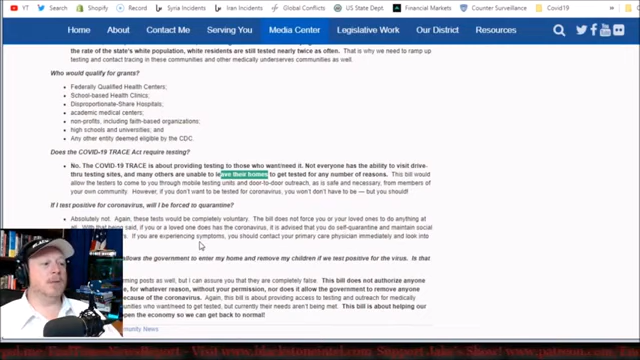 YT
Search
Syria Incidents
Iran Incidents
Global Conflicts
US State Dept.
Financial Markets
Counter Surveillance
Covid19
Home About Contact Me Serving You Media Center Legislative Work Our District Resources
the rate of the state's white population, white residents are still tested nearly twice as often. That is why we need to ramp up
testing and contact tracing in these communities and other medically underserves communities as well.
Who would qualify for grants?
Federally Qualified Health Centers;
School-based Health Clinics;
Disproportionate-Share Hospitals;
academic medical centers;
non-profits, including faith-based organizations;
high schools and universities; and
Any other entity deemed eligible by the CDC.
Does the COVID-19 TRACE Act require testing?
No. The COVID-19 TRACE is about providing testing to those who want/need it. Not everyone has the ability to visit drive-
thru testing sites, and many others are unable to leave their homes to get tested for any number of reasons. This bill would
allow the testers to come to you through mobile testing units and door-to-door outreach, as is safe and necessary, from members of
your own community. However, if you don't want to be tested for coronavirus, you won't have to be — but you should!
If I test positive for coronavirus, will I be forced to quarantine?
Absolutely not. Again, these tests would be completely voluntary. The bill does not force you or your loved ones to do anything at
all. With that being said, if you or a loved one does has the coronavirus, it is advised that you do self-quarantine and maintain social
If you are experiencing symptoms, you should contact your primary care physician immediately and look into
allows the government to enter my home and remove my children if we test positive for the virus. Is that
posts as well, but I can assure you that they are completely false. This bill does not authorize anyone
for whatever reason, without your permission, nor does it allow the government to remove anyone
because of the coronavirus. Again, this bill is about providing access to testing and outreach for medically
who want/need to get tested, but currently their needs aren't being met. This bill is about helping our
open the economy so we can get back to normal!
Community News